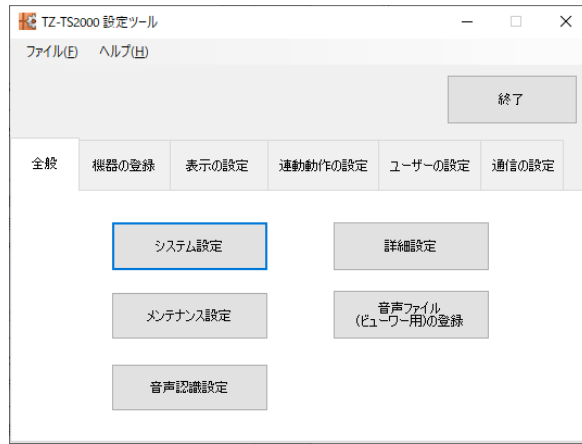 TZ-TS2000 設定ツール
ファイル(F) ヘルプ(H)
終了
全般 機器の登録 表示の設定 連動動作の設定 ユーザーの設定 通信の設定
システム設定 詳細設定
メンテナンス設定 音声ファイル
(ビューワー用)の登録
音声認識設定